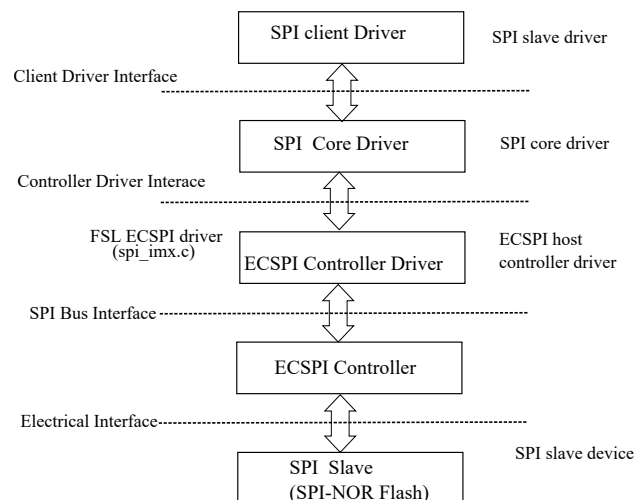 SPI client Driver
SPI slave driver
Client Driver Interface
SPI Core Driver
SPI core driver
Controller Driver Interace
FSL ECSPI driver
(spi_imx.c)
ECSPI Controller Driver
ECSPI host
controller driver
SPI Bus Interface
ECSPI Controller
Electrical Interface
SPI Slave
(SPI-NOR Flash)
SPI slave device